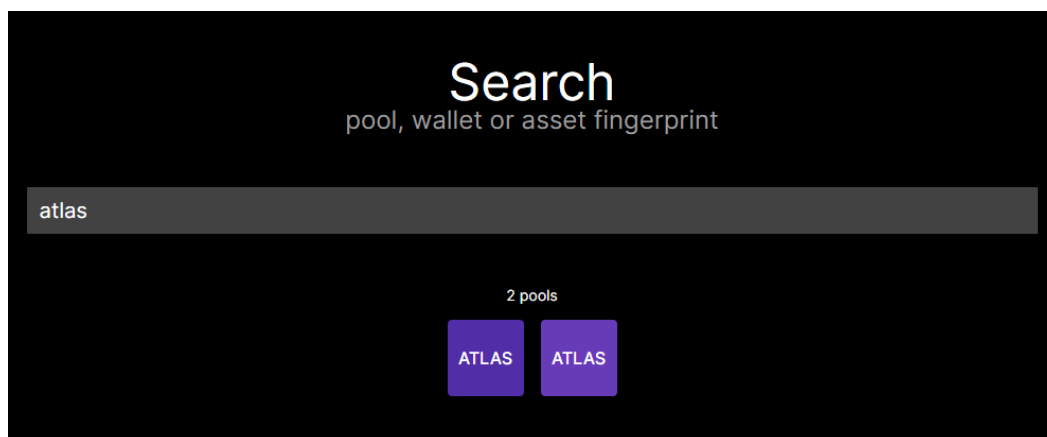 Search
pool, wallet or asset fingerprint
atlas
2 pools
ATLAS ATLAS